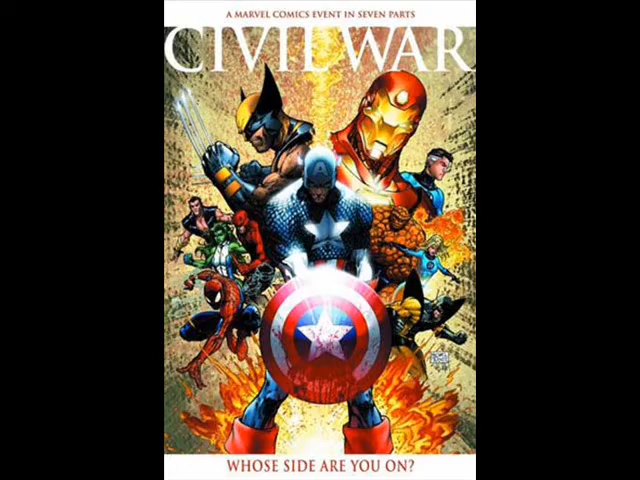 A MARVEL COMICS EVENT IN SEVEN PARTS
CIVIL WAR
WHOSE SIDE ARE YOU ON?